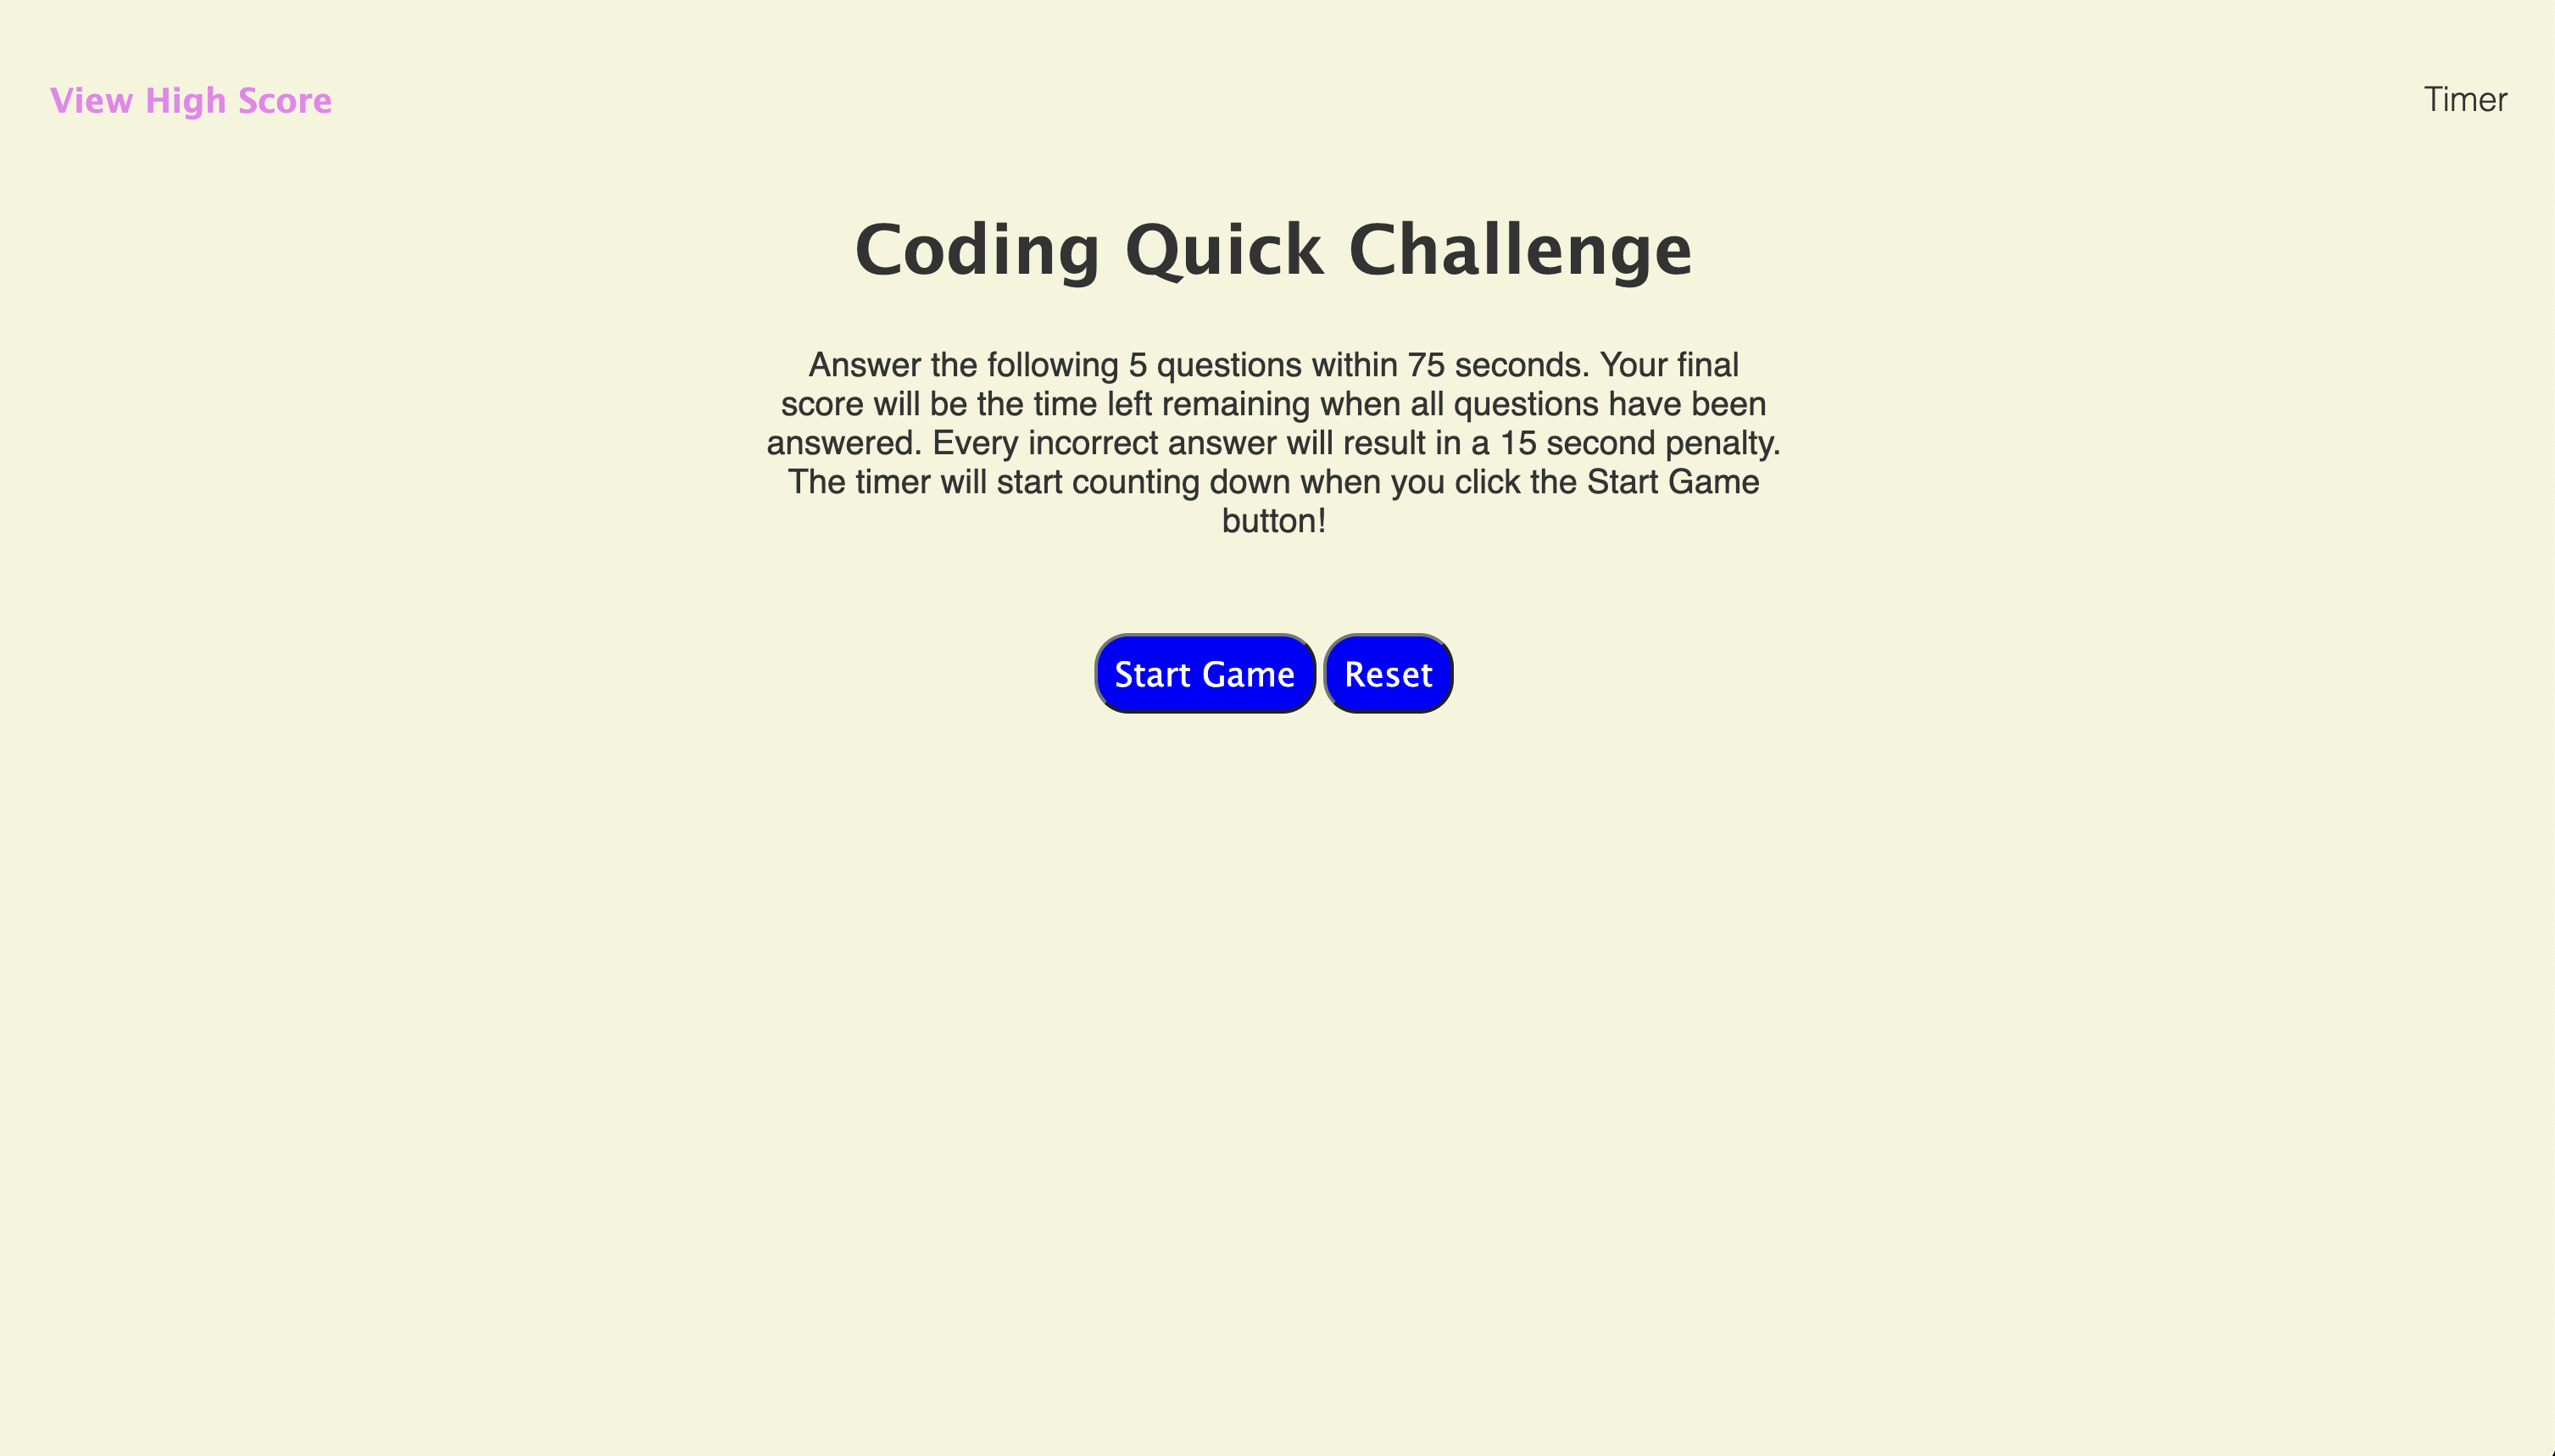 View High Score
Timer
Coding Quick Challenge
Answer the following 5 questions within 75 seconds. Your final
score will be the time left remaining when all questions have been
answered. Every incorrect answer will result in a 15 second penalty.
The timer will start counting down when you click the Start Game
button!
Start Game
Reset